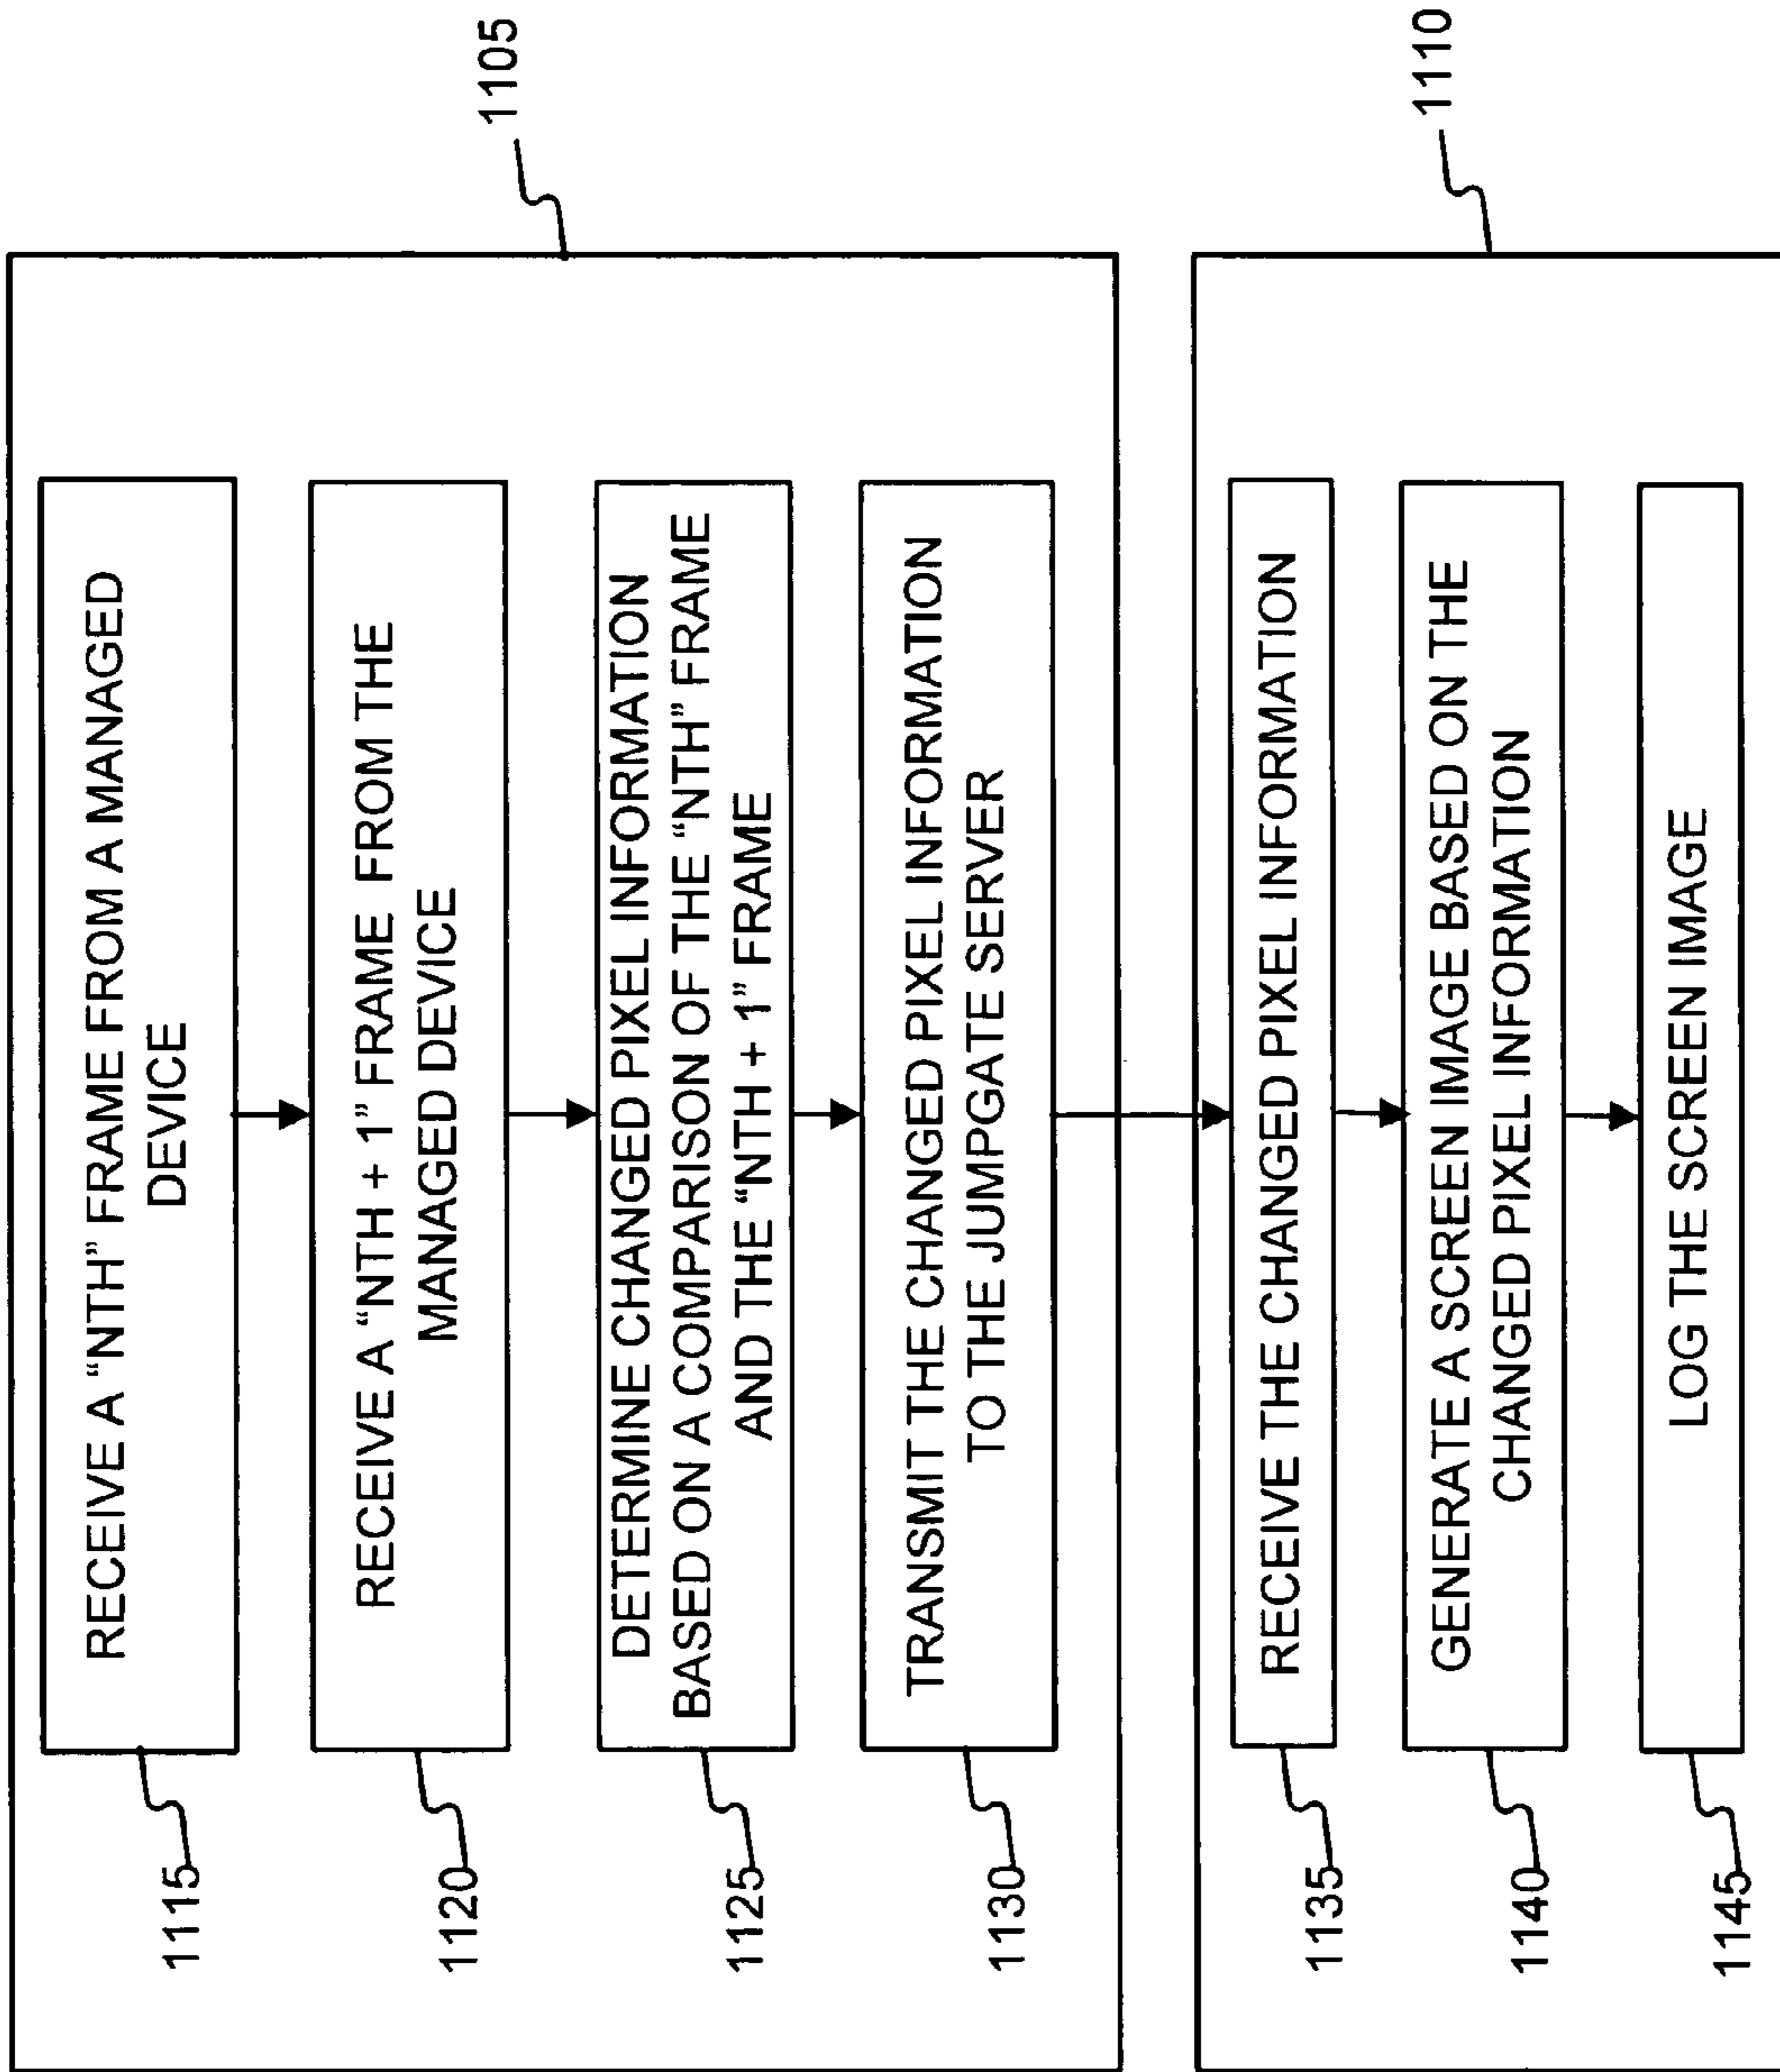 1105
1115
RECEIVE A “NTH” FRAME FROM A MANAGED
DEVICE
1120
RECEIVE A “NTH + 1” FRAME FROM THE
MANAGED DEVICE
1125
DETERMINE CHANGED PIXEL INFORMATION
BASED ON A COMPARISON OF THE “NTH” FRAME
AND THE “NTH + 1” FRAME
1130
TRANSMIT THE CHANGED PIXEL INFORMATION
TO THE JUMPGATE SERVER
1110
1135
RECEIVE THE CHANGED PIXEL INFORMATION
1140
GENERATE A SCREEN IMAGE BASED ON THE
CHANGED PIXEL INFORMATION
1145
LOG THE SCREEN IMAGE